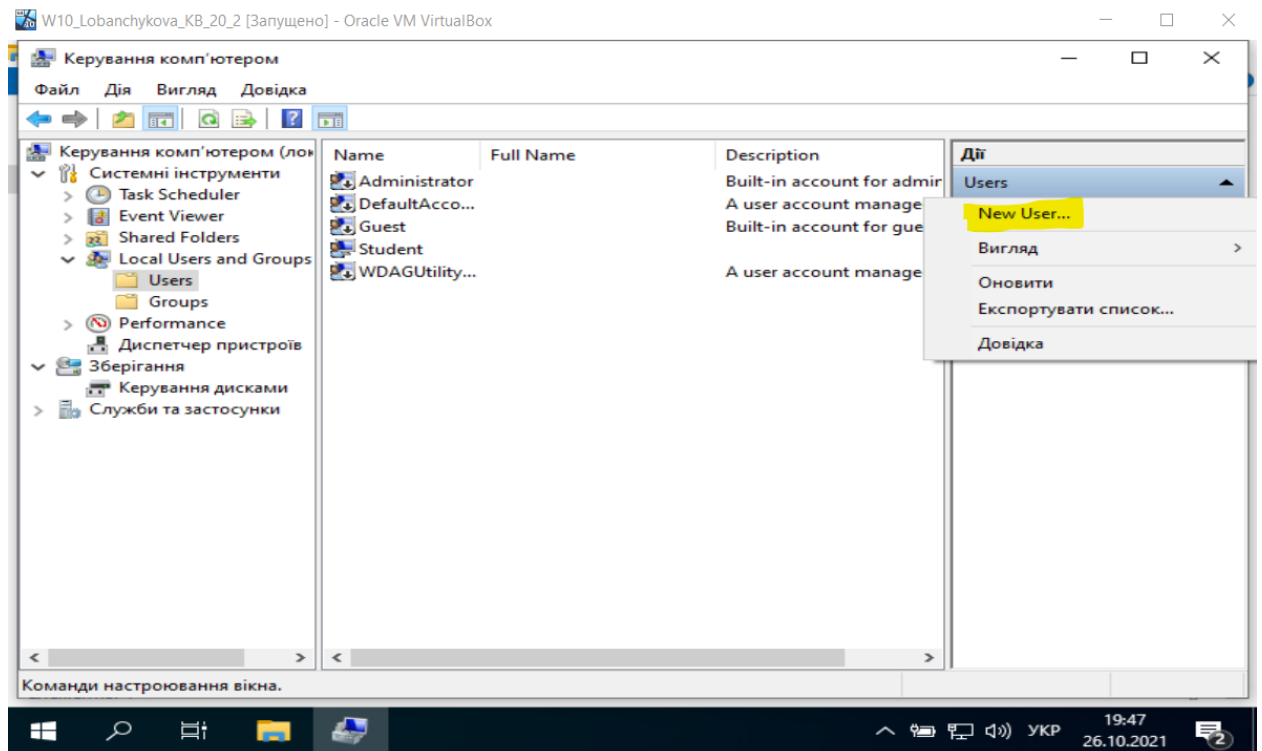 W10_Lobanchykova_KB_20_2 [Запущено] - Oracle VM VirtualBox
Керування комп'ютером
Файл Дія Вигляд Довідка
Керування комп'ютером (лок
Системні інструменти
Task Scheduler
Event Viewer
Shared Folders
Local Users and Groups
Users
Groups
Performance
Диспетчер пристроїв
Зберігання
Керування дисками
Служби та застосунки
Name Full Name Description
Administrator Built-in account for admin
DefaultAcco... A user account manage
Guest Built-in account for gue
Student
WDAGUtility... A user account manage
Дії
Users
New User...
Вигляд
Оновити
Експортувати список...
Довідка
Команди настроювання вікна.
УКР
19:47
26.10.2021
2